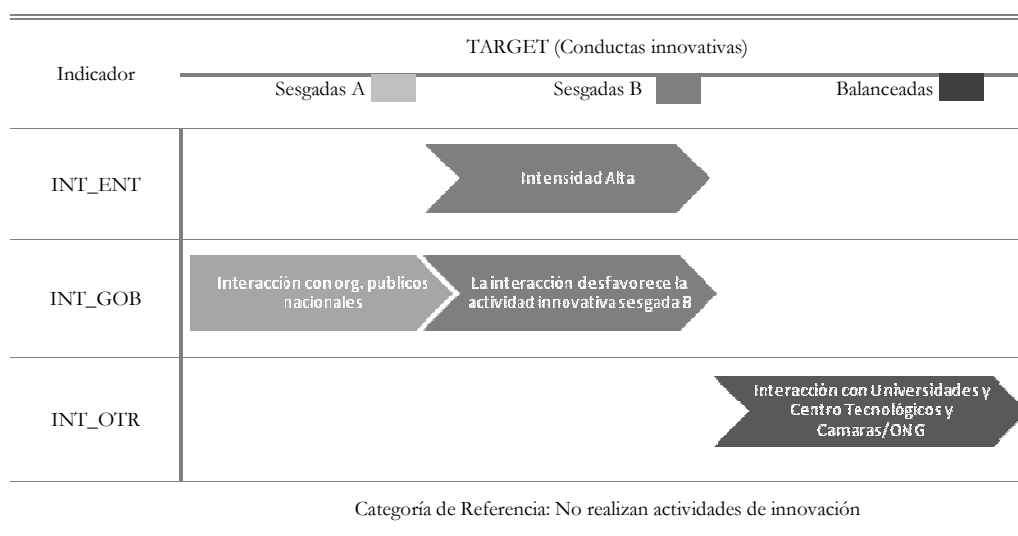 TARGET (Conductas innovativas)
Indicador
Sesgadas A
Sesgadas B
Balanceadas
INT_ENT
Intensidad Alta
INT_GOB
Interacción con org. publicos
nacionales
La interacción desfavorece la
actividad innovativa sesgada B
INT_OTR
Interacción con Universidades y
Centro Tecnológicos y
Camaras/ONG
Categoría de Referencia: No realizan actividades de innovación